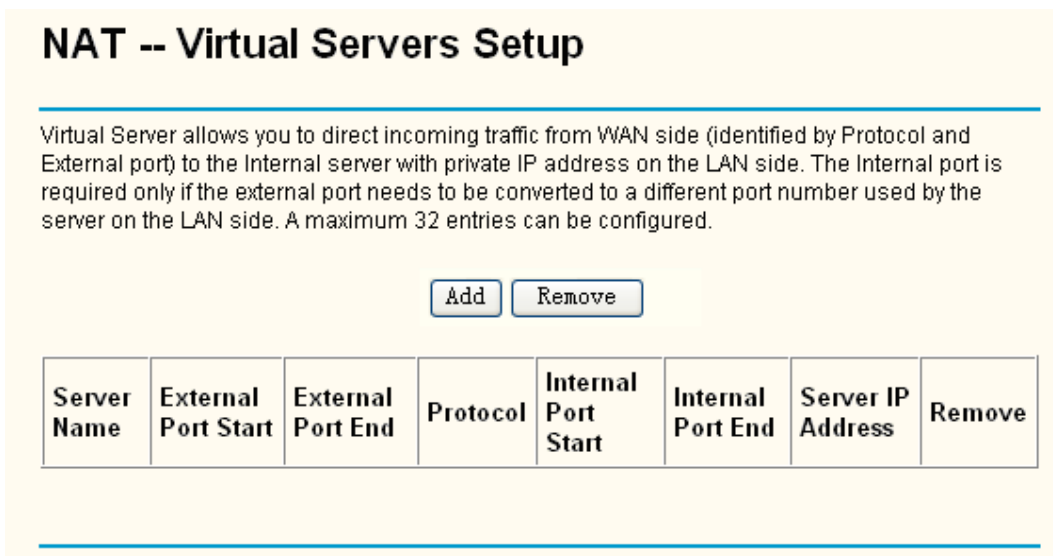 NAT -- Virtual Servers Setup
Virtual Server allows you to direct incoming traffic from WAN side (identified by Protocol and
External port) to the Internal server with private IP address on the LAN side. The Internal port is
required only if the external port needs to be converted to a different port number used by the
server on the LAN side. A maximum 32 entries can be configured.
Add Remove
Server Name External Port Start External Port End Protocol Internal Port Start Internal Port End Server IP Address Remove